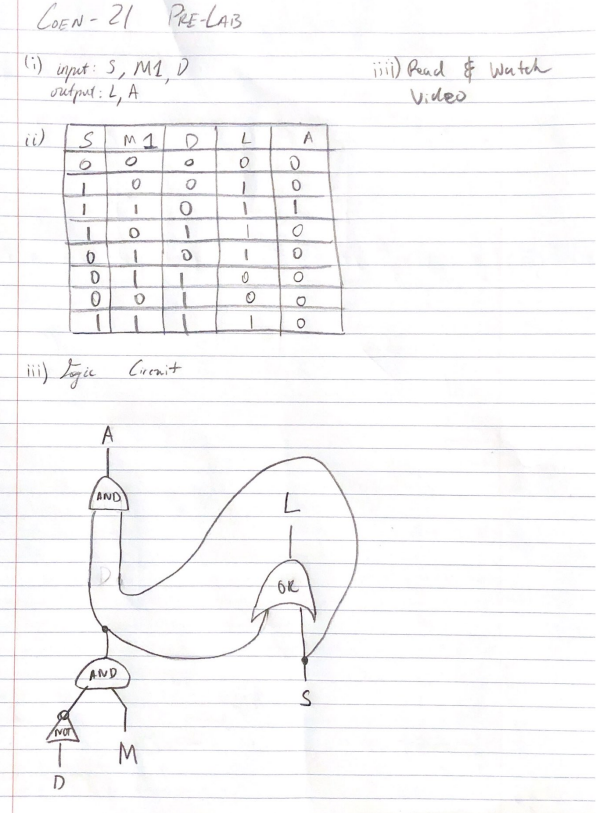 COEN-21 PRE-LAB
(i) input: S, M1, D
output: L, A
iiii) Read & Watch
Video
ii) S M1 D L A
0 0 0 0 0
1 0 0 1 0
1 1 0 1 1
1 0 1 1 0
0 1 0 1 0
0 1 1 0 0
0 0 1 0 0
1 1 1 1 0
iii) Logic Circuit
A
AND
L
OR
AND
S
NOT
M
D